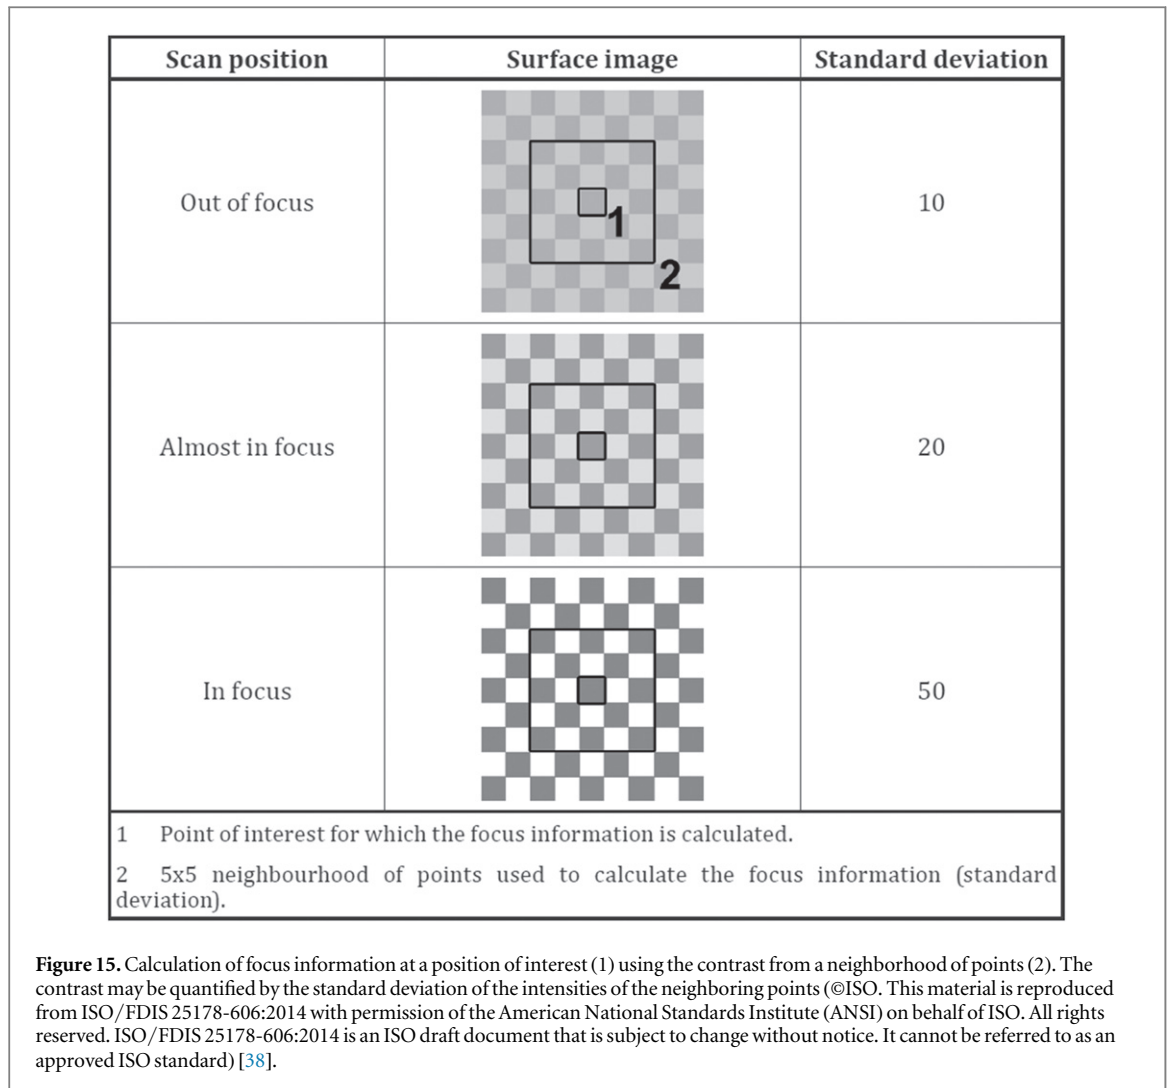 Scan position Surface image Standard deviation
Out of focus 1 2 10
Almost in focus 20
In focus 50
1 Point of interest for which the focus information is calculated.
2 5x5 neighbourhood of points used to calculate the focus information (standard
deviation).
Figure 15. Calculation of focus information at a position of interest (1) using the contrast from a neighborhood of points (2). The
contrast may be quantified by the standard deviation of the intensities of the neighboring points (©ISO. This material is reproduced
from ISO/FDIS 25178-606:2014 with permission of the American National Standards Institute (ANSI) on behalf of ISO. All rights
reserved. ISO/FDIS 25178-606:2014 is an ISO draft document that is subject to change without notice. It cannot be referred to as an
approved ISO standard) [38].